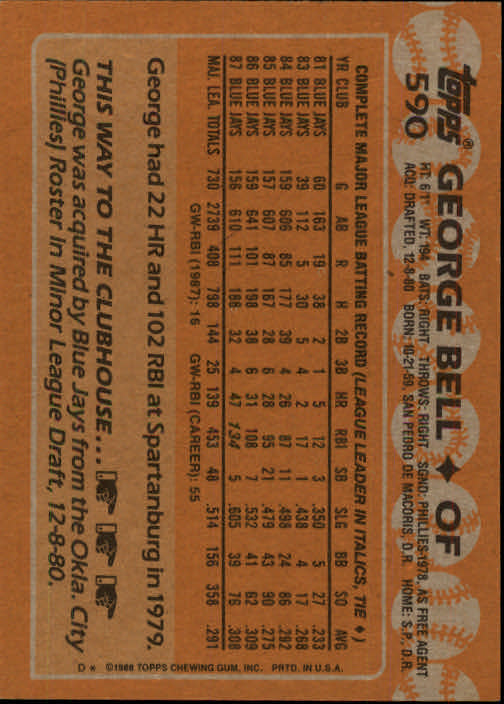 topps®
590
GEORGE BELL ♦ OF
HT: 6'1" WT: 194 BATS: RIGHT THROWS: RIGHT SGND: PHILLIES-1978, AS FREE AGENT
ACQ: DRAFTED, 12-8-80 BORN: 10-21-59, SAN PEDRO DE MACORIS, D.R. HOME: S.P., D.R.
COMPLETE MAJOR LEAGUE BATTING RECORD (LEAGUE LEADER IN ITALICS, TIE ♦)
YR CLUB G AB R H 2B 3B HR RBI SB SLG BB SO AVG
81 BLUE JAYS 60 163 19 38 2 1 5 12 3 .350 5 27 .233
83 BLUE JAYS 39 112 5 30 5 4 2 17 1 .438 4 17 .268
84 BLUE JAYS 159 606 85 177 39 4 26 87 11 .498 24 86 .292
85 BLUE JAYS 157 607 87 167 28 6 28 95 21 .479 43 90 .275
86 BLUE JAYS 159 641 101 198 38 6 31 108 7 .532 41 62 .309
87 BLUE JAYS 156 610 111 188 32 4 47 134 5 .605 39 76 .308
MAJ. LEA. TOTALS 730 2739 408 798 144 25 139 453 48 .514 156 358 .291
GW-RBI (1987): 16 GW-RBI (CAREER): 55
George had 22 HR and 102 RBI at Spartanburg in 1979.
THIS WAY TO THE CLUBHOUSE...
George was acquired by Blue Jays from the Okla. City
(Phillies) Roster in Minor League Draft, 12-8-80.
D* ©1988 TOPPS CHEWING GUM, INC. PRTD. IN U.S.A.